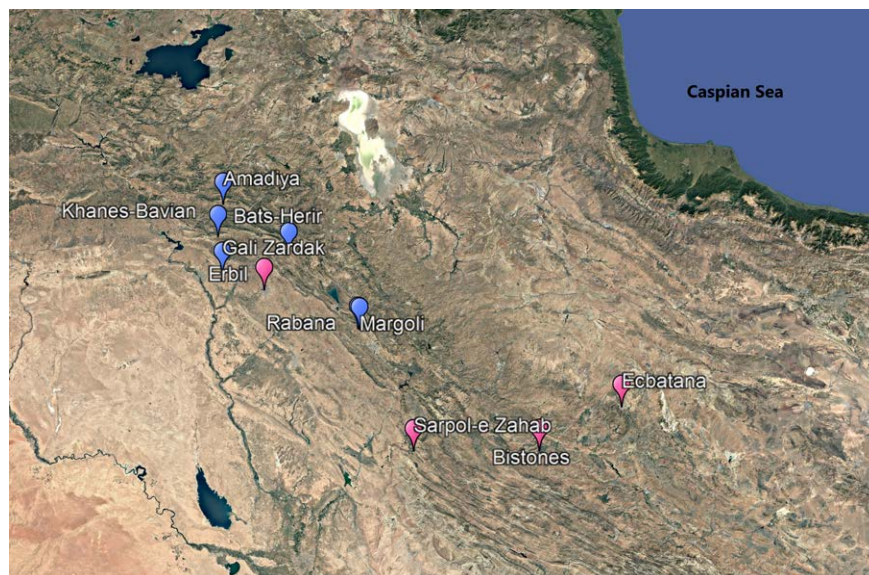 Caspian Sea
Amadiya
Khanes-Bavian
Bats-Herir
Gali Zardak
Erbil
Rabana
Margoli
Ecbatana
Sarpol-e Zahab
Bistones